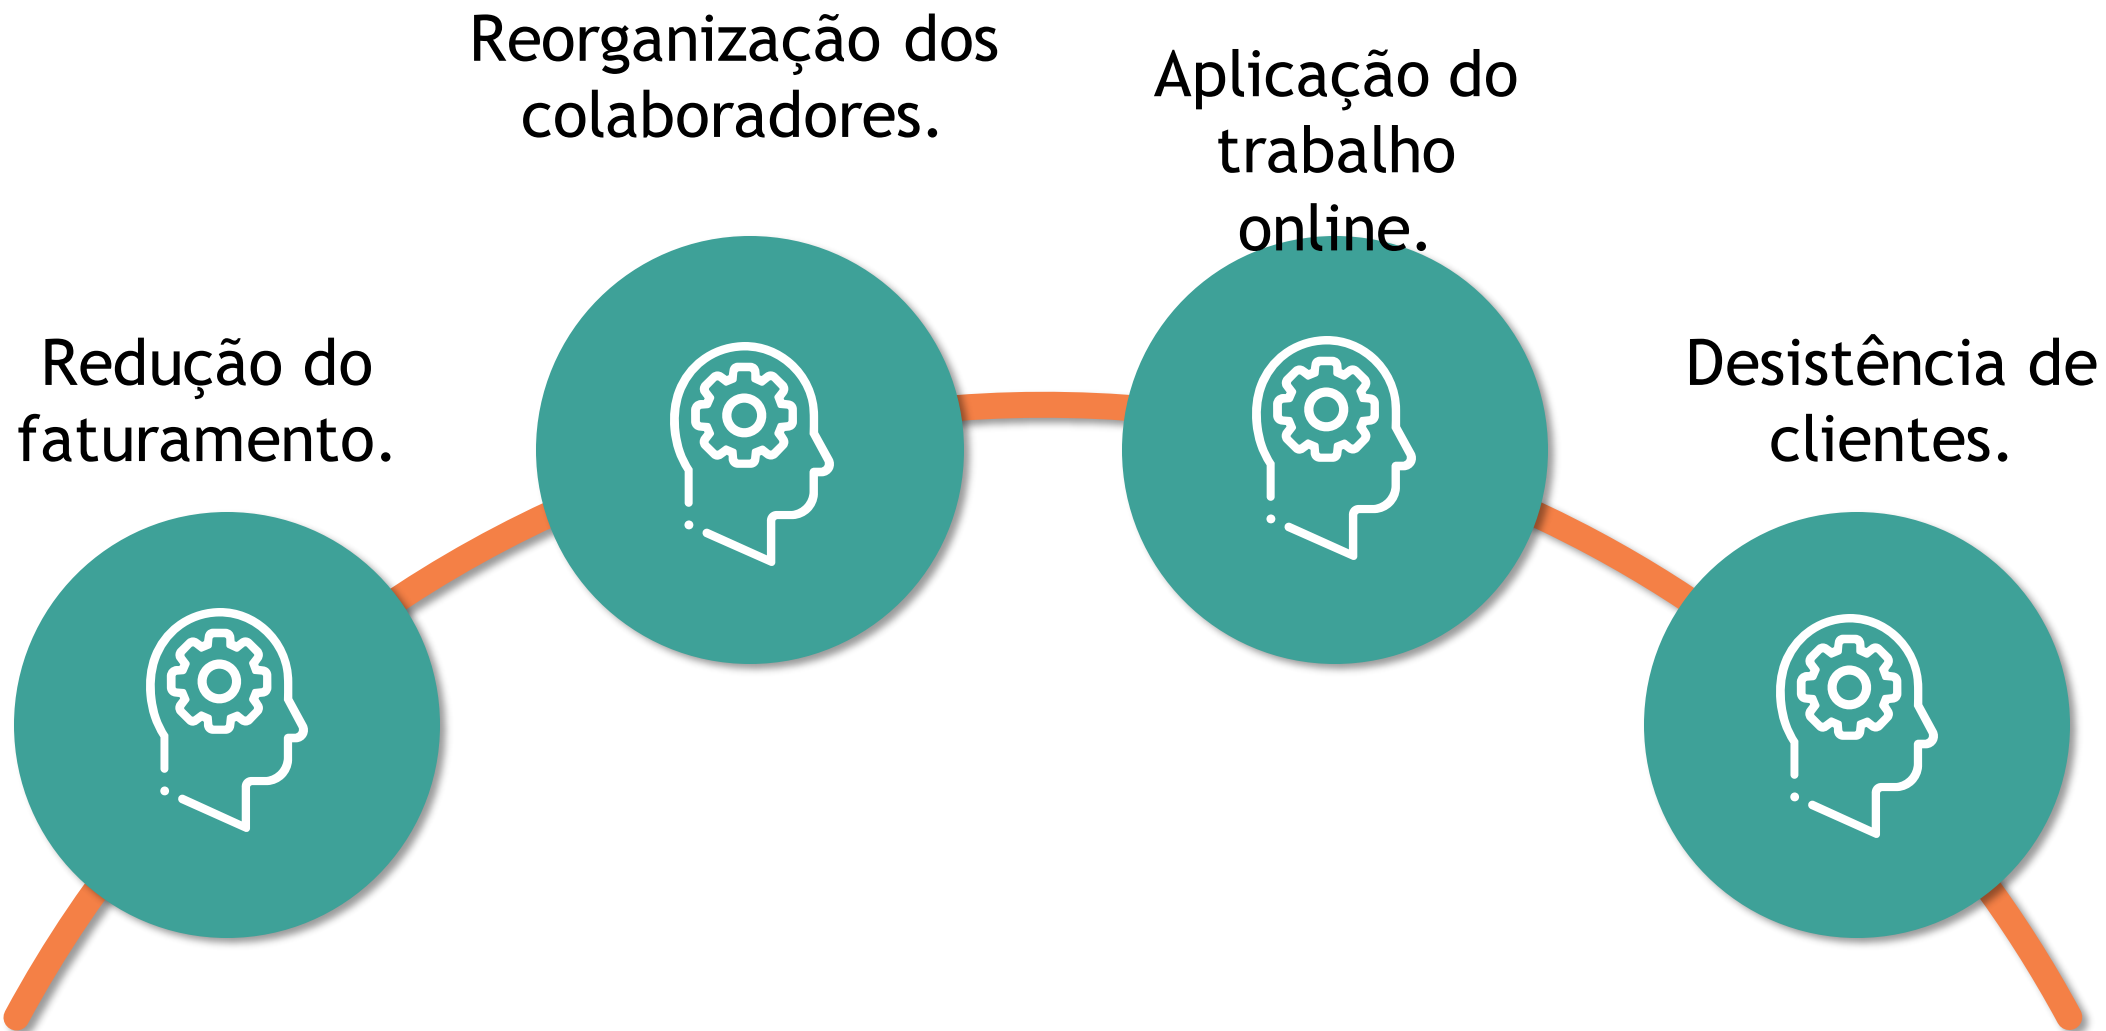 Redução do
faturamento.
Reorganização dos
colaboradores.
Aplicação do
trabalho
online.
Desistência de
clientes.